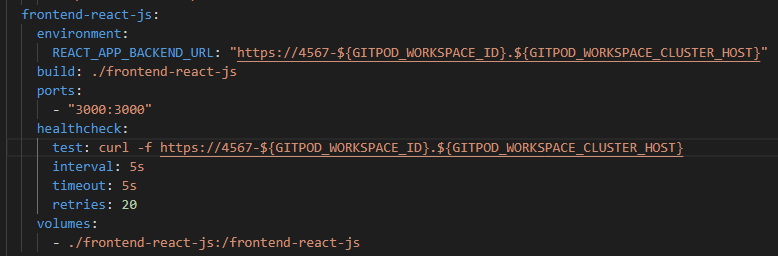 frontend-react-js:
environment:
REACT_APP_BACKEND_URL: "https://4567-${GITPOD_WORKSPACE_ID}.${GITPOD_WORKSPACE_CLUSTER_HOST}"
build: ./frontend-react-js
ports:
- "3000:3000"
healthcheck:
test: curl -f https://4567-${GITPOD_WORKSPACE_ID}.${GITPOD_WORKSPACE_CLUSTER_HOST}
interval: 5s
timeout: 5s
retries: 20
volumes:
- ./frontend-react-js:/frontend-react-js